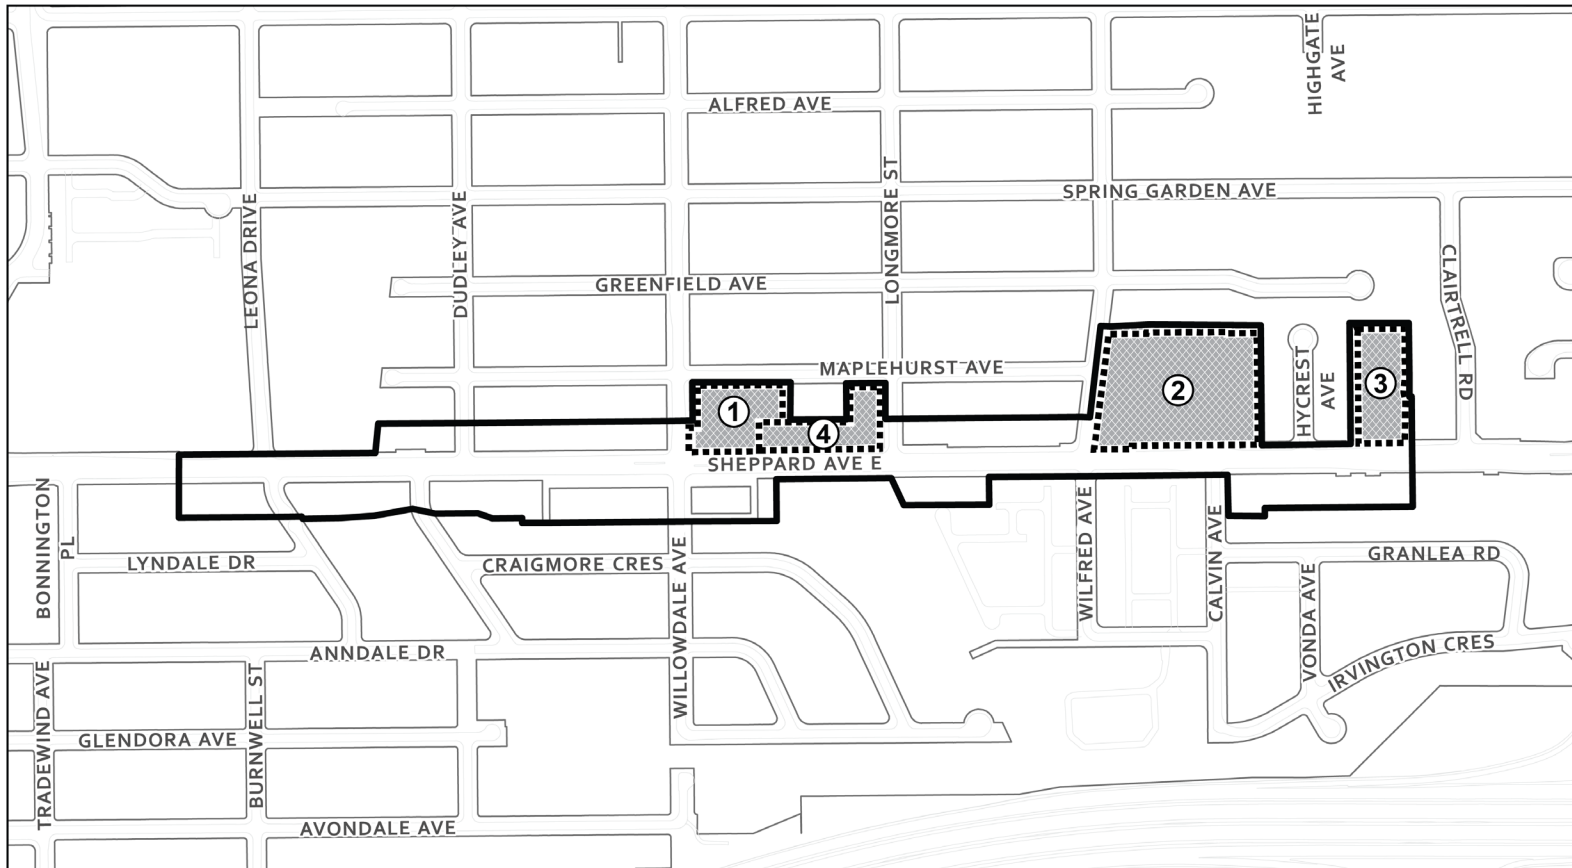 HIGHGATE
AVE
ALFRED AVE
SPRING GARDEN AVE
LONGMORE ST
LEONA DRIVE
DUDLEY AVE
GREENFIELD AVE
CLAIRTRELL RD
MAPLEHURST AVE
HYCREST
AVE
1
2
3
4
SHEPPARD AVE E
BONNINGTON
PL
LYNDALE DR
CRAIGMORE CRES
WILLOWDALE AVE
WILFRED AVE
CALVIN AVE
GRANLEA RD
VONDA AVE
IRVINGTON CRES
ANNDALE DR
TRADEWIND AVE
BURNWELL ST
GLENDORA AVE
AVONDALE AVE